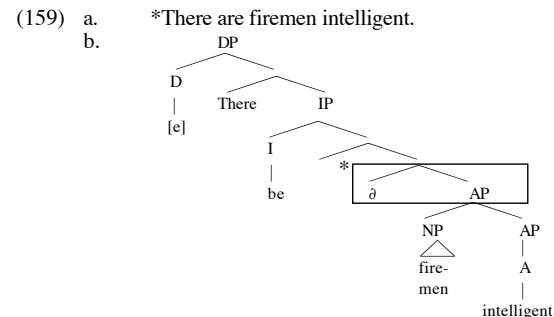 (159) a. *There are firemen intelligent.
b. DP
D
There IP
[e]
I
*
be ∂ AP
NP AP
fire- A
men
intelligent